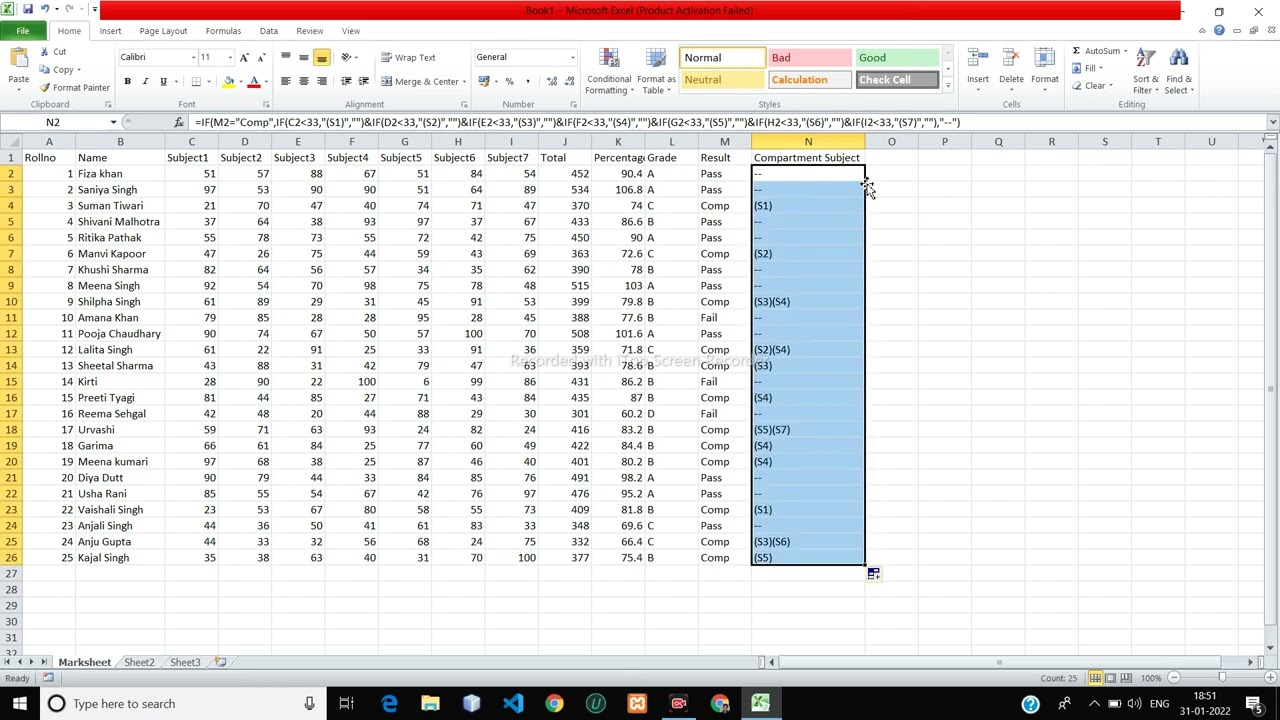 Book1 - Microsoft Excel (Product Activation Failed)
File Home Insert Page Layout Formulas Data Review View
Cut
Copy
Format Painter
Paste
Clipboard
Calibri 11
B I U
Font
Wrap Text
Merge & Center
Alignment
General
% ,
Number
Conditional Formatting
Format as Table
Normal Bad Good
Neutral Calculation Check Cell
Styles
Insert Delete Format
Cells
AutoSum
Fill
Clear
Sort & Filter
Find & Select
Editing
N2 fx =IF(M2="Comp",IF(C2<33,"(S1)","")&IF(D2<33,"(S2)","")&IF(E2<33,"(S3)","")&IF(F2<33,"(S4)","")&IF(G2<33,"(S5)","")&IF(H2<33,"(S6)","")&IF(I2<33,"(S7)",""),"--")
A B C D E F G H I J K L M N O P Q R S T U
1 Rollno Name Subject1 Subject2 Subject3 Subject4 Subject5 Subject6 Subject7 Total Percentag Grade Result Compartment Subject
2 1 Fiza khan 51 57 88 67 51 84 54 452 90.4 A Pass --
3 2 Saniya Singh 97 53 90 90 51 64 89 534 106.8 A Pass --
4 3 Suman Tiwari 21 70 47 40 74 71 47 370 74 C Comp (S1)
5 4 Shivani Malhotra 37 64 38 93 97 37 67 433 86.6 B Pass --
6 5 Ritika Pathak 55 78 73 55 72 42 75 450 90 A Pass --
7 6 Manvi Kapoor 47 26 75 44 59 43 69 363 72.6 C Comp (S2)
8 7 Khushi Sharma 82 64 56 57 34 35 62 390 78 B Pass --
9 8 Meena Singh 92 54 70 98 75 78 48 515 103 A Pass --
10 9 Shilpha Singh 61 89 29 31 45 91 53 399 79.8 B Comp (S3)(S4)
11 10 Amana Khan 79 85 28 28 95 28 45 388 77.6 B Fail --
12 11 Pooja Chaudhary 90 74 67 50 57 100 70 508 101.6 A Pass --
13 12 Lalita Singh 61 22 91 25 33 91 36 359 71.8 C Comp (S2)(S4)
Recorded with iTop Screen Recorder
14 13 Sheetal Sharma 43 88 31 42 79 47 63 393 78.6 B Comp (S3)
15 14 Kirti 28 90 22 100 6 99 86 431 86.2 B Fail --
16 15 Preeti Tyagi 81 44 85 27 71 43 84 435 87 B Comp (S4)
17 16 Reema Sehgal 42 48 20 44 88 29 30 301 60.2 D Fail --
18 17 Urvashi 59 71 63 93 24 82 24 416 83.2 B Comp (S5)(S7)
19 18 Garima 66 61 84 25 77 60 49 422 84.4 B Comp (S4)
20 19 Meena kumari 97 68 38 25 87 46 40 401 80.2 B Comp (S4)
21 20 Diya Dutt 90 79 44 33 84 85 76 491 98.2 A Pass --
22 21 Usha Rani 85 55 54 67 42 76 97 476 95.2 A Pass --
23 22 Vaishali Singh 23 53 67 80 58 55 73 409 81.8 B Comp (S1)
24 23 Anjali Singh 44 36 50 41 61 83 33 348 69.6 C Pass --
25 24 Anju Gupta 44 33 32 56 68 24 75 332 66.4 C Comp (S3)(S6)
26 25 Kajal Singh 35 38 63 40 31 70 100 377 75.4 B Comp (S5)
27
28
29
30
31
32
Marksheet Sheet2 Sheet3
Ready Count: 25 100%
Type here to search ENG 18:51
31-01-2022